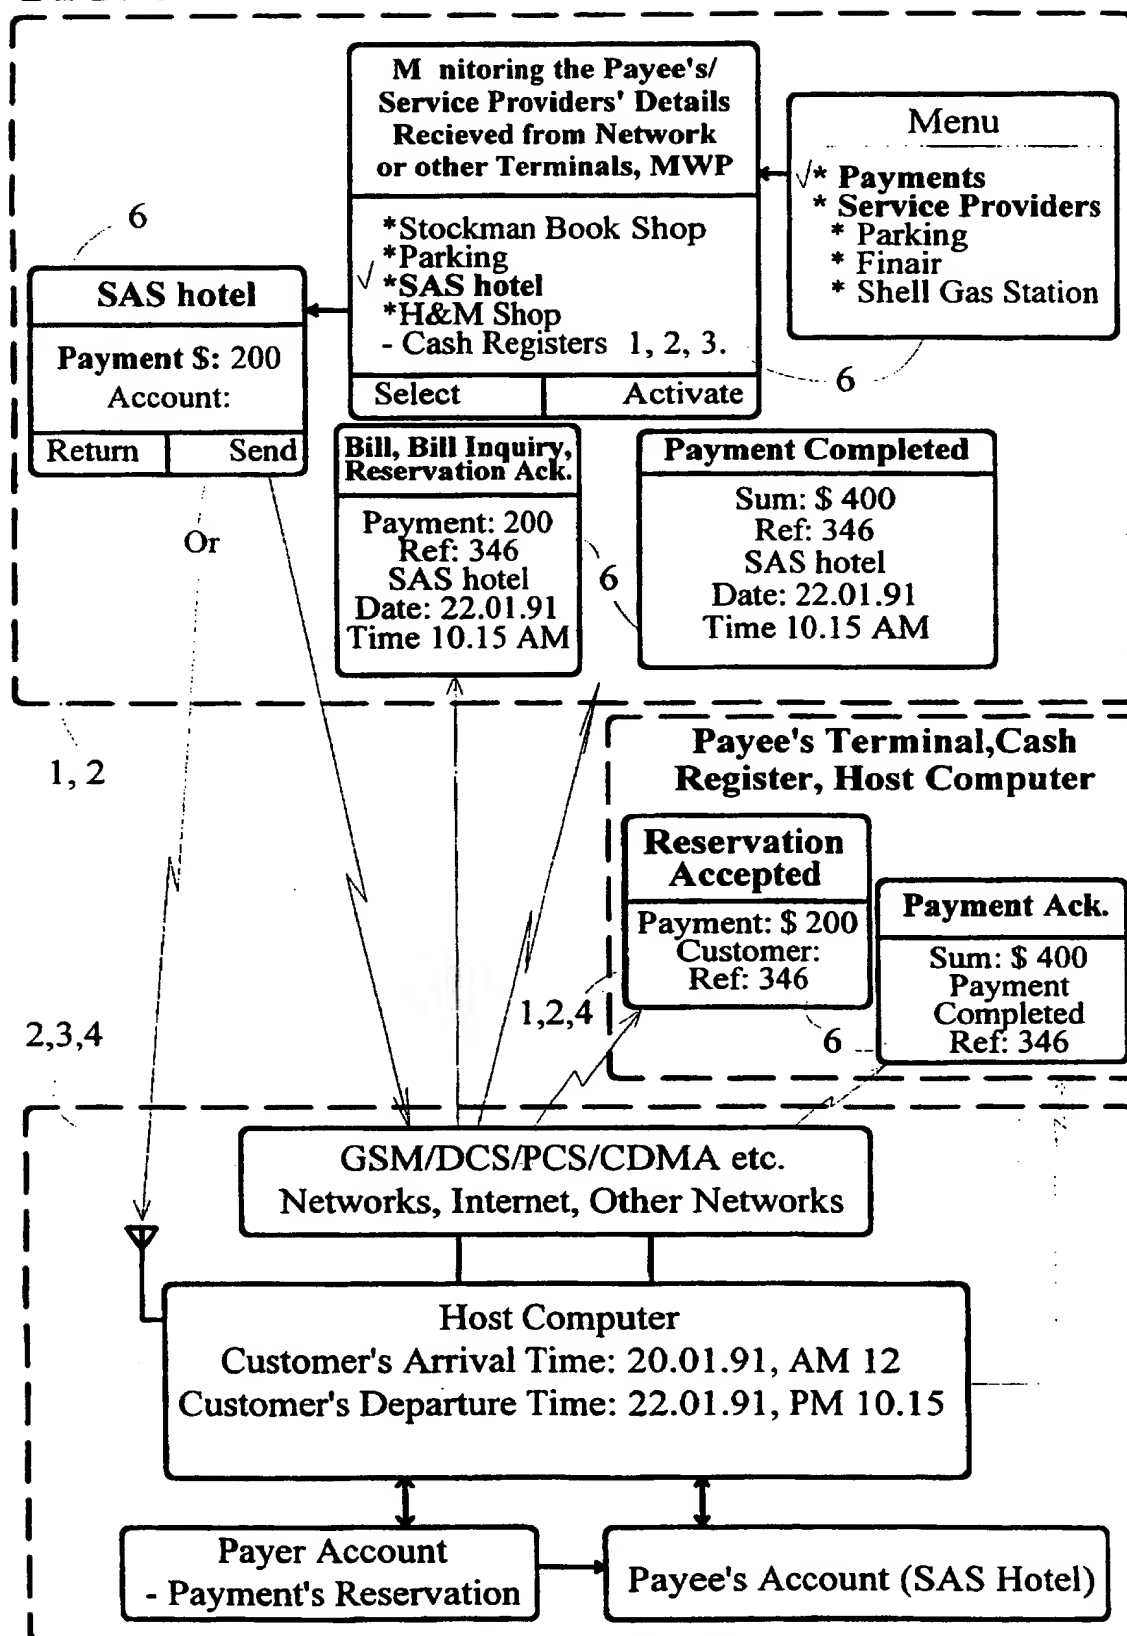 M nitoring the Payee's/
Service Providers' Details
Recieved from Network
or other Terminals, MWP
*Stockman Book Shop
*Parking
√ *SAS hotel
*H&M Shop
- Cash Registers 1, 2, 3.
Select Activate
Menu
√* Payments
* Service Providers
* Parking
* Finair
* Shell Gas Station
6
6
SAS hotel
Payment $: 200
Account:
Return Send
Or
Bill, Bill Inquiry,
Reservation Ack.
Payment: 200
Ref: 346
SAS hotel
Date: 22.01.91
Time 10.15 AM
6
Payment Completed
Sum: $ 400
Ref: 346
SAS hotel
Date: 22.01.91
Time 10.15 AM
1, 2
Payee's Terminal,Cash
Register, Host Computer
Reservation
Accepted
Payment: $ 200
Customer:
Ref: 346
Payment Ack.
Sum: $ 400
Payment
Completed
Ref: 346
1,2,4
6
2,3,4
GSM/DCS/PCS/CDMA etc.
Networks, Internet, Other Networks
Host Computer
Customer's Arrival Time: 20.01.91, AM 12
Customer's Departure Time: 22.01.91, PM 10.15
Payer Account
- Payment's Reservation
Payee's Account (SAS Hotel)